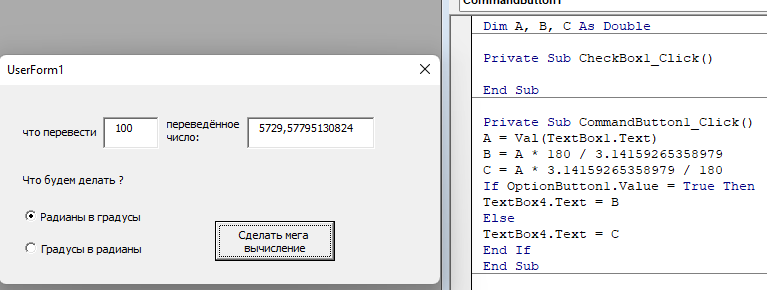 UserForm1
что перевести
100
переведённое
число:
5729,57795130824
Что будем делать ?
Радианы в градусы
Градусы в радианы
Сделать мега
вычисление
CommandButton1
Dim A, B, C As Double
Private Sub CheckBox1_Click()
End Sub
Private Sub CommandButton1_Click()
A = Val(TextBox1.Text)
B = A * 180 / 3.14159265358979
C = A * 3.14159265358979 / 180
If OptionButton1.Value = True Then
TextBox4.Text = B
Else
TextBox4.Text = C
End If
End Sub